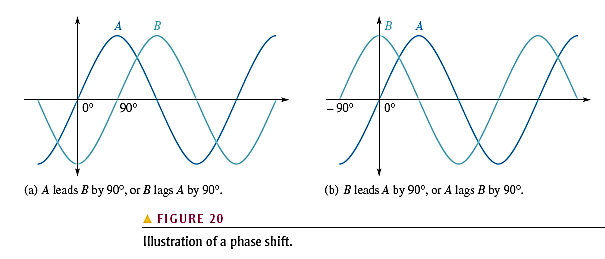 A B
0° 90°
(a) A leads B by 90°, or B lags A by 90°.
B A
– 90° 0°
(b) B leads A by 90°, or A lags B by 90°.
▲ FIGURE 20
Illustration of a phase shift.